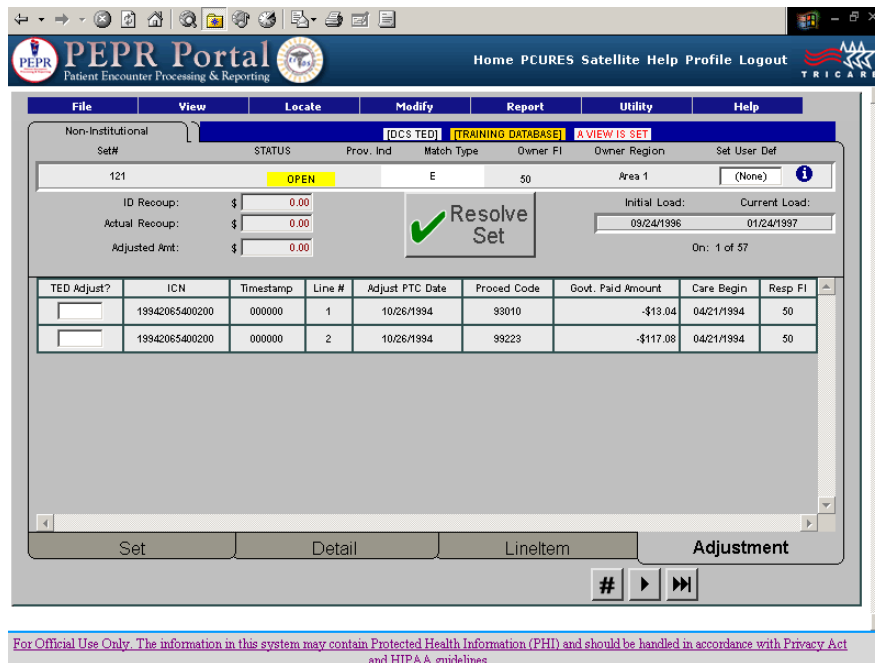 PEPR
PEPR Portal
Patient Encounter Processing & Reporting
Home PCURES Satellite Help Profile Logout
TRICARE
File View Locate Modify Report Utility Help
Non-Institutional [DCS TED] [TRAINING DATABASE] A VIEW IS SET
Set# STATUS Prov. Ind Match Type Owner FI Owner Region Set User Def
121 OPEN E 50 Area 1 (None) i
ID Recoup: $ 0.00 Initial Load: Current Load:
Actual Recoup: $ 0.00 09/24/1996 01/24/1997
Adjusted Amt: $ 0.00 On: 1 of 57
Resolve
Set
TED Adjust? ICN Timestamp Line # Adjust PTC Date Proced Code Govt. Paid Amount Care Begin Resp FI
19942065400200 000000 1 10/26/1994 93010 -$13.04 04/21/1994 50
19942065400200 000000 2 10/26/1994 99223 -$117.08 04/21/1994 50
Set Detail LineItem Adjustment
#
For Official Use Only. The information in this system may contain Protected Health Information (PHI) and should be handled in accordance with Privacy Act
and HIPAA guidelines